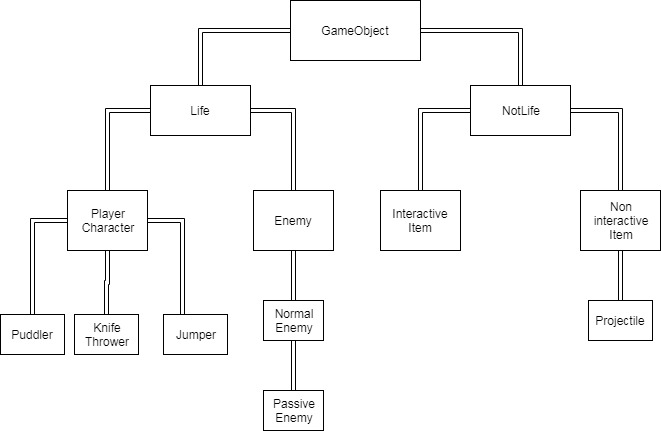 GameObject
Life
NotLife
Player
Character
Enemy
Interactive
Item
Non
interactive
Item
Puddler
Knife
Thrower
Jumper
Normal
Enemy
Projectile
Passive
Enemy